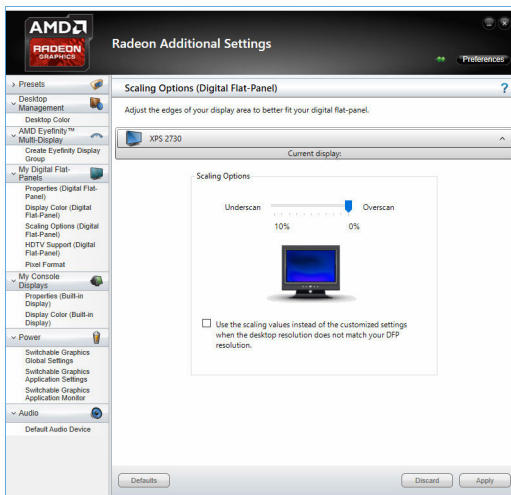 AMD
RADEON
GRAPHICS
Radeon Additional Settings
Preferences
Presets
Desktop
Management
Desktop Color
AMD Eyefinity™
Multi-Display
Create Eyefinity Display
Group
My Digital Flat-
Panels
Properties (Digital Flat-
Panel)
Display Color (Digital
Flat-Panel)
Scaling Options (Digital
Flat-Panel)
HDTV Support (Digital
Flat-Panel)
Pixel Format
My Console
Displays
Properties (Built-in
Display)
Display Color (Built-in
Display)
Power
Switchable Graphics
Global Settings
Switchable Graphics
Application Settings
Switchable Graphics
Application Monitor
Audio
Default Audio Device
Scaling Options (Digital Flat-Panel)
?
Adjust the edges of your display area to better fit your digital flat-panel.
XPS 2730
Current display:
Scaling Options
Underscan Overscan
10% 0%
Use the scaling values instead of the customized settings
when the desktop resolution does not match your DFP
resolution.
Defaults Discard Apply